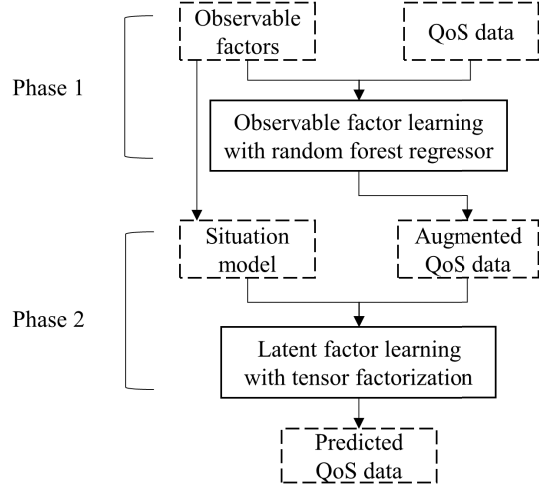 Observable
factors
QoS data
Phase 1
Observable factor learning
with random forest regressor
Situation
model
Augmented
QoS data
Phase 2
Latent factor learning
with tensor factorization
Predicted
QoS data